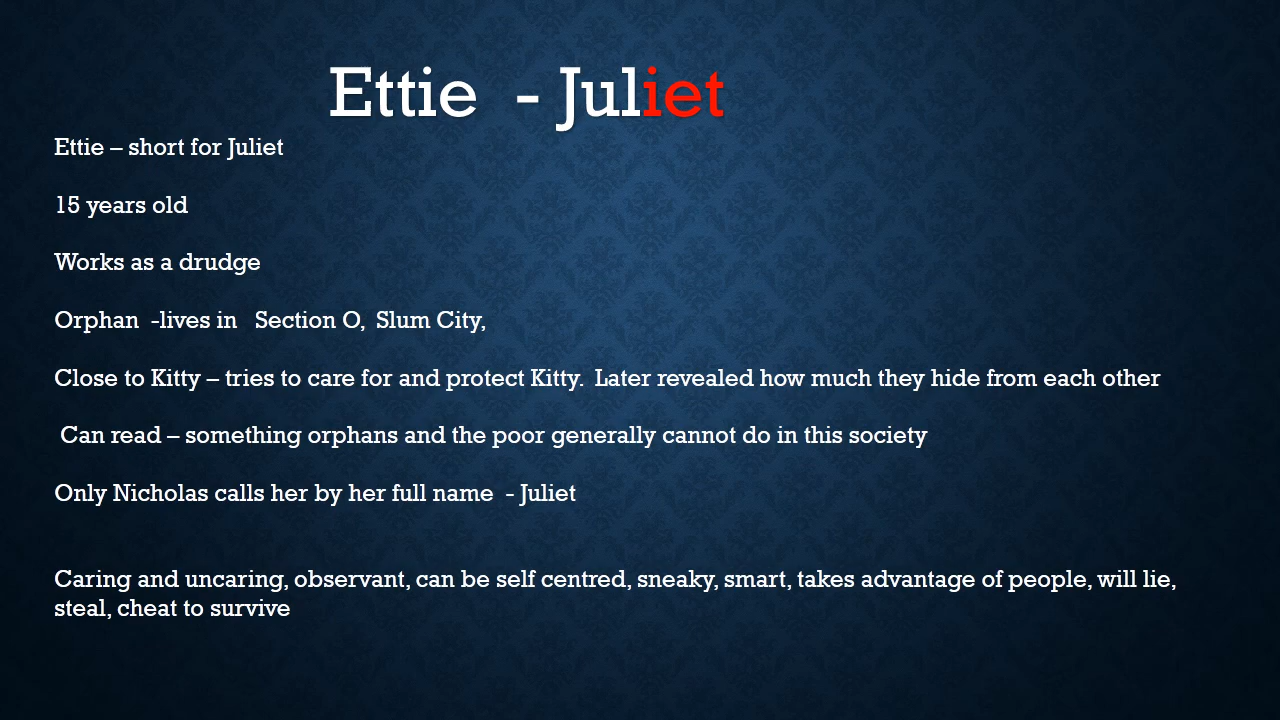 Ettie  - Juliet
Ettie – short for Juliet
15 years old
Works as a drudge
Orphan  -lives in   Section O,  Slum City,
Close to Kitty – tries to care for and protect Kitty.  Later revealed how much they hide from each other
Can read – something orphans and the poor generally cannot do in this society
Only Nicholas calls her by her full name  - Juliet
Caring and uncaring, observant, can be self centred, sneaky, smart, takes advantage of people, will lie,
steal, cheat to survive